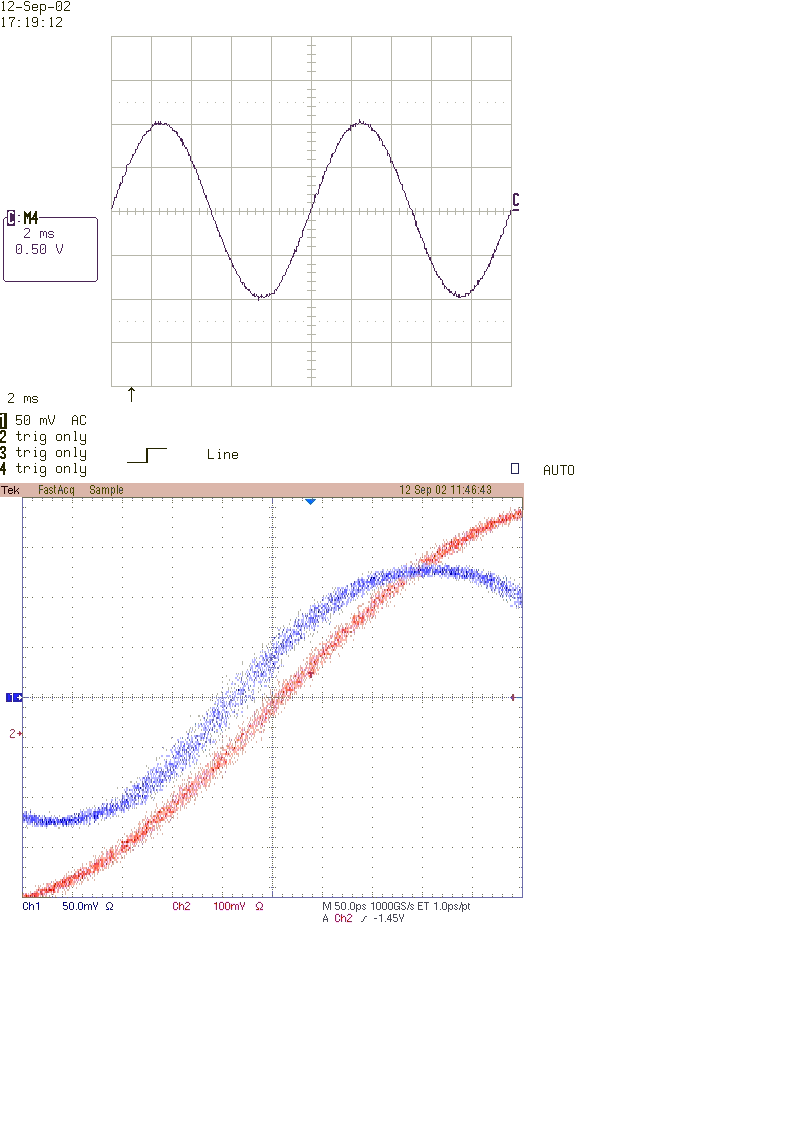 12-Sep-02
17:19:12
C
C:M4
2 ms
0.50 V
2 ms
1 50 mV AC
2 trig only
3 trig only Line
4 trig only
AUTO
Tek FastAcq Sample 12 Sep 02 11:46:43
1
2
Ch1 50.0mV Ω Ch2 100mV Ω M 50.0ps 1000GS/s ET 1.0ps/pt
A Ch2 ∕ -1.45V